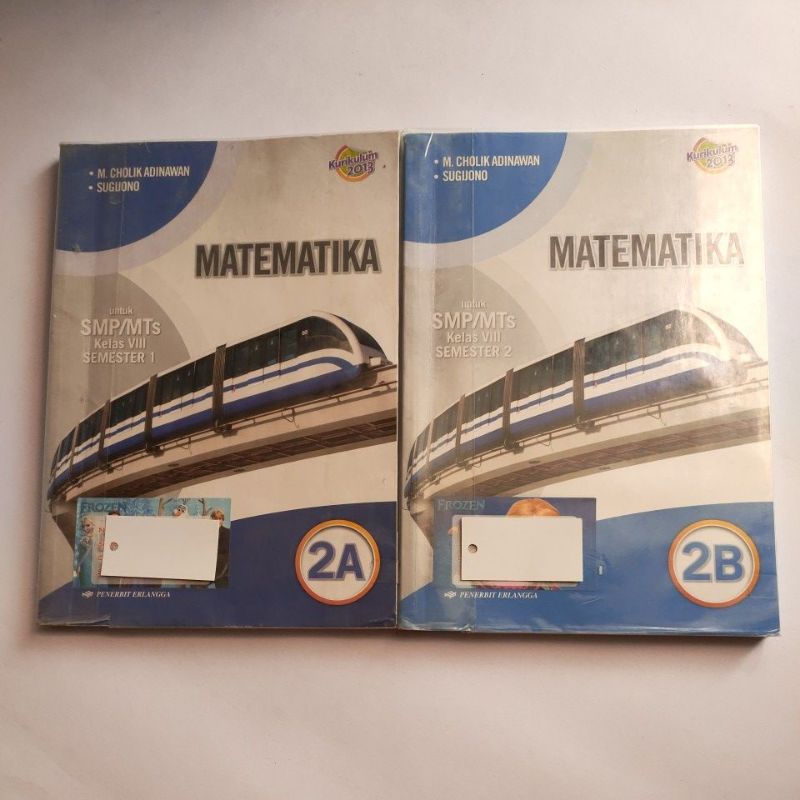 • M. CHOLIK ADINAWAN
• SUGIJONO
Kurikulum
2013
MATEMATIKA
untuk
SMP/MTs
Kelas VIII
SEMESTER 1
FROZEN
2A
PENERBIT ERLANGGA
• M. CHOLIK ADINAWAN
• SUGIJONO
Kurikulum
2013
MATEMATIKA
untuk
SMP/MTs
Kelas VIII
SEMESTER 2
FROZEN
2B
PENERBIT ERLANGGA